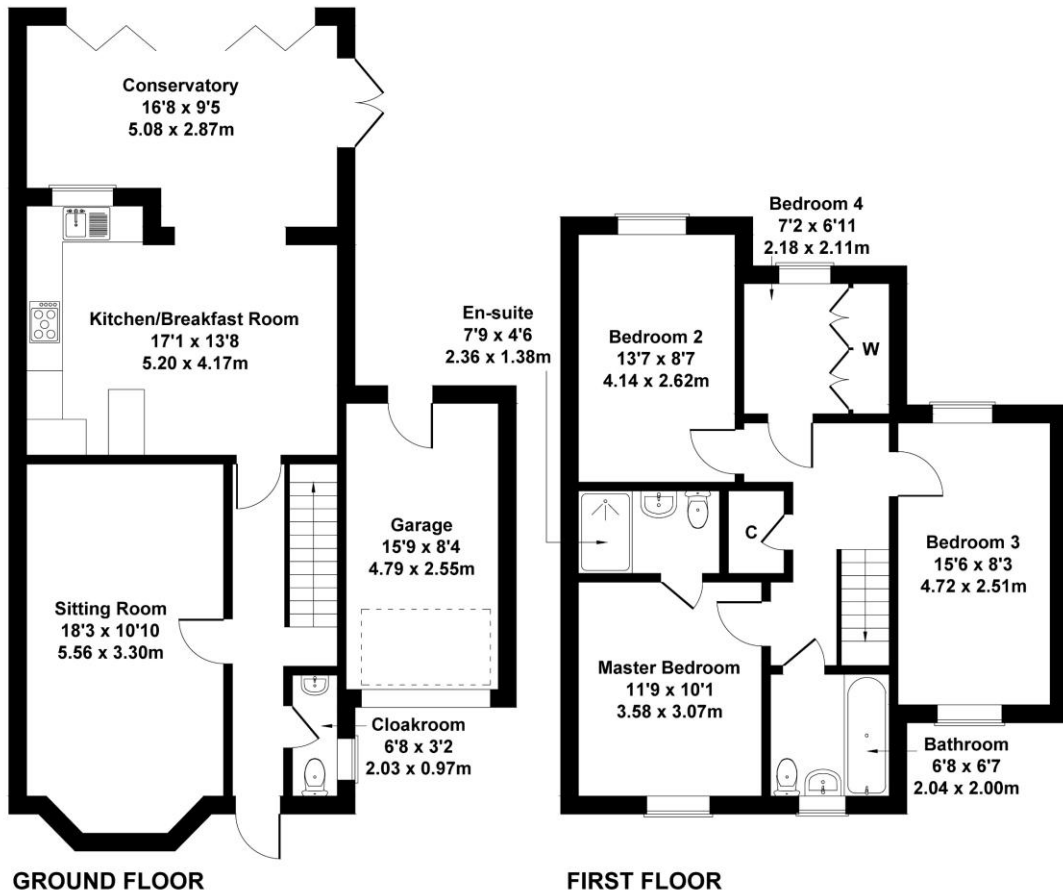 Conservatory
16'8 x 9'5
5.08 x 2.87m
Kitchen/Breakfast Room
17'1 x 13'8
5.20 x 4.17m
Sitting Room
18'3 x 10'10
5.56 x 3.30m
Garage
15'9 x 8'4
4.79 x 2.55m
Cloakroom
6'8 x 3'2
2.03 x 0.97m
GROUND FLOOR
Bedroom 4
7'2 x 6'11
2.18 x 2.11m
En-suite
7'9 x 4'6
2.36 x 1.38m
Bedroom 2
13'7 x 8'7
4.14 x 2.62m
W
C
Bedroom 3
15'6 x 8'3
4.72 x 2.51m
Master Bedroom
11'9 x 10'1
3.58 x 3.07m
Bathroom
6'8 x 6'7
2.04 x 2.00m
FIRST FLOOR